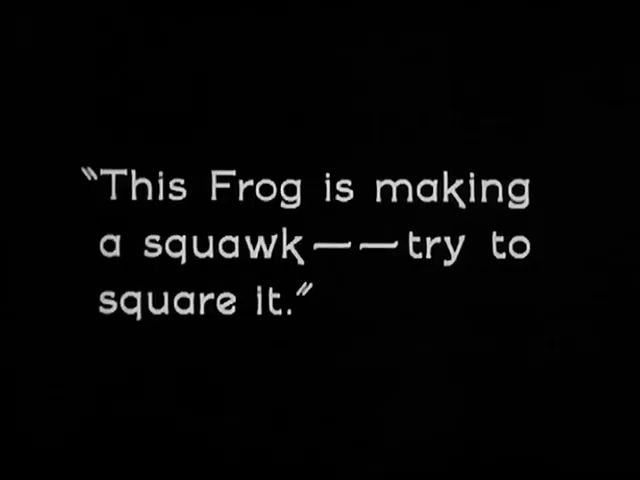 "This Frog is making
a squawk——try to
square it."